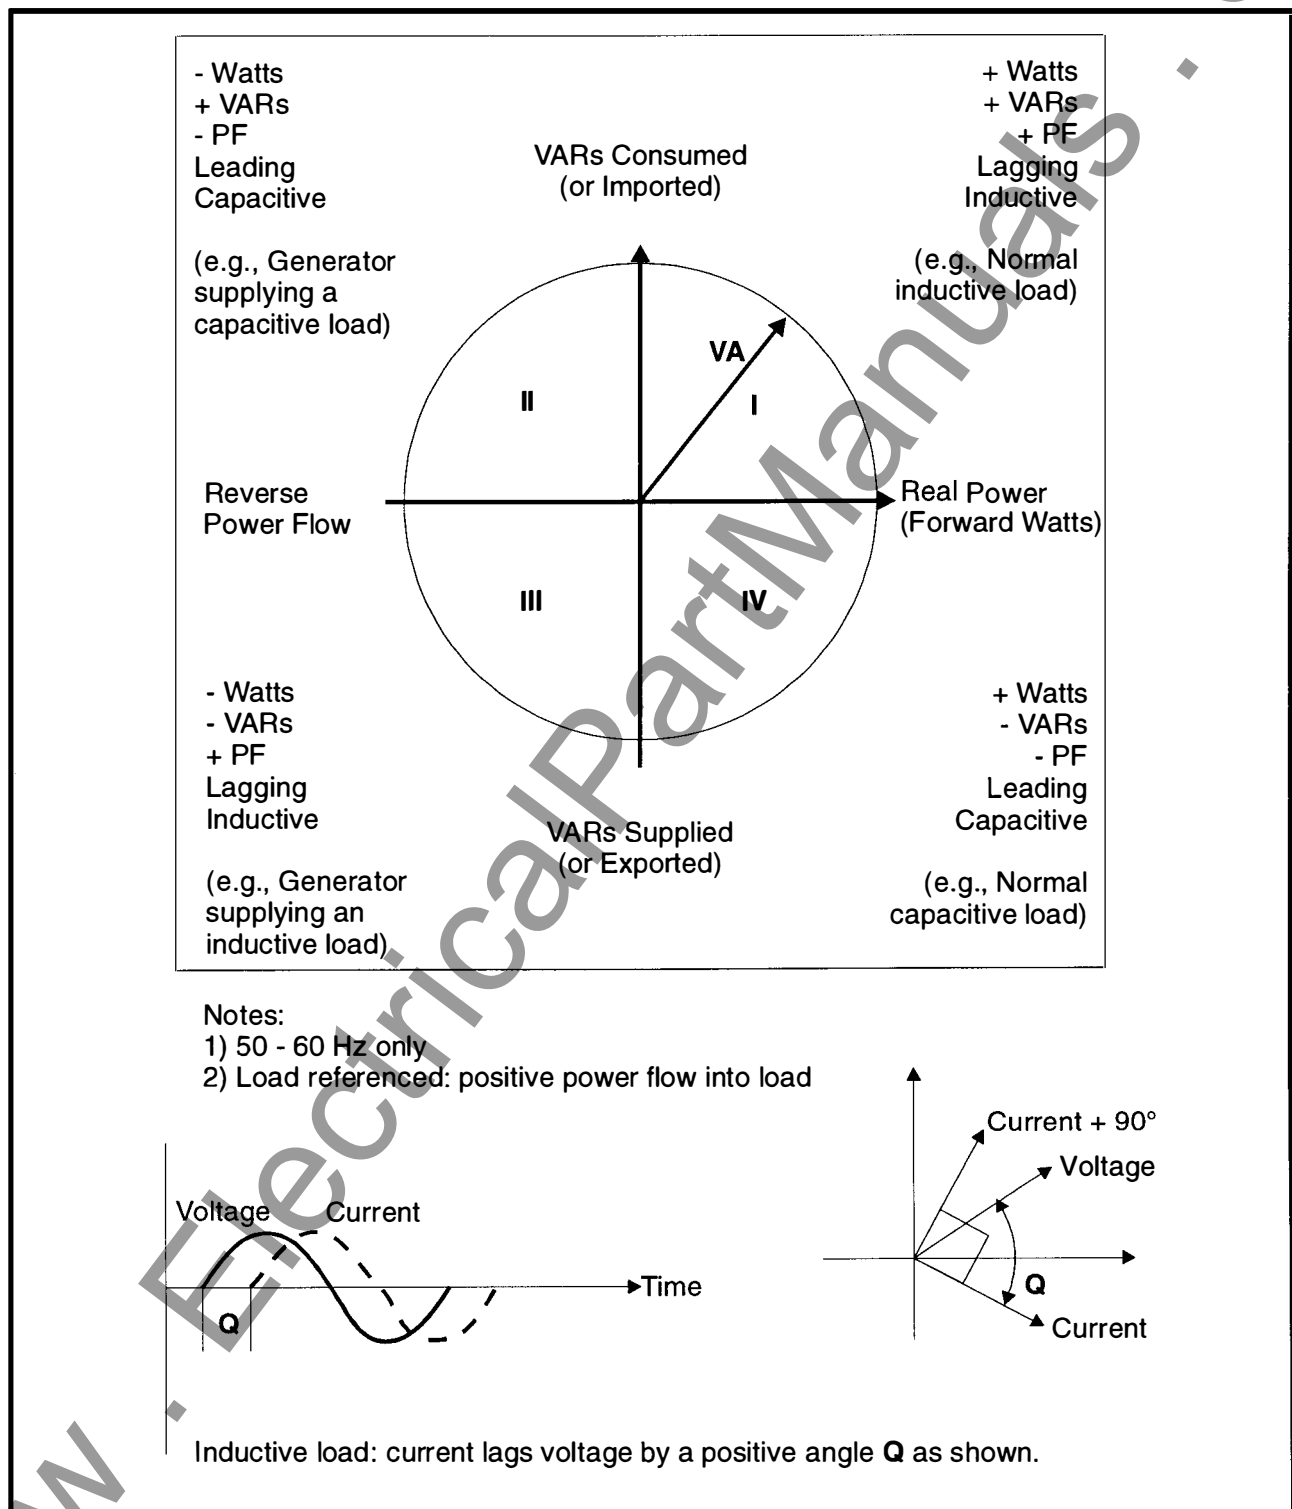 - Watts
+ VARs
- PF
Leading
Capacitive
(e.g., Generator
supplying a
capacitive load)
VARs Consumed
(or Imported)
+ Watts
+ VARs
+ PF
Lagging
Inductive
(e.g., Normal
inductive load)
VA
II
I
Reverse
Power Flow
Real Power
(Forward Watts)
III
IV
- Watts
- VARs
+ PF
Lagging
Inductive
(e.g., Generator
supplying an
inductive load)
VARs Supplied
(or Exported)
+ Watts
- VARs
- PF
Leading
Capacitive
(e.g., Normal
capacitive load)
Notes:
1) 50 - 60 Hz only
2) Load referenced: positive power flow into load
Voltage
Current
Time
Q
Current + 90°
Voltage
Q
Current
Inductive load: current lags voltage by a positive angle Q as shown.
w . ElectricalPartManuals .